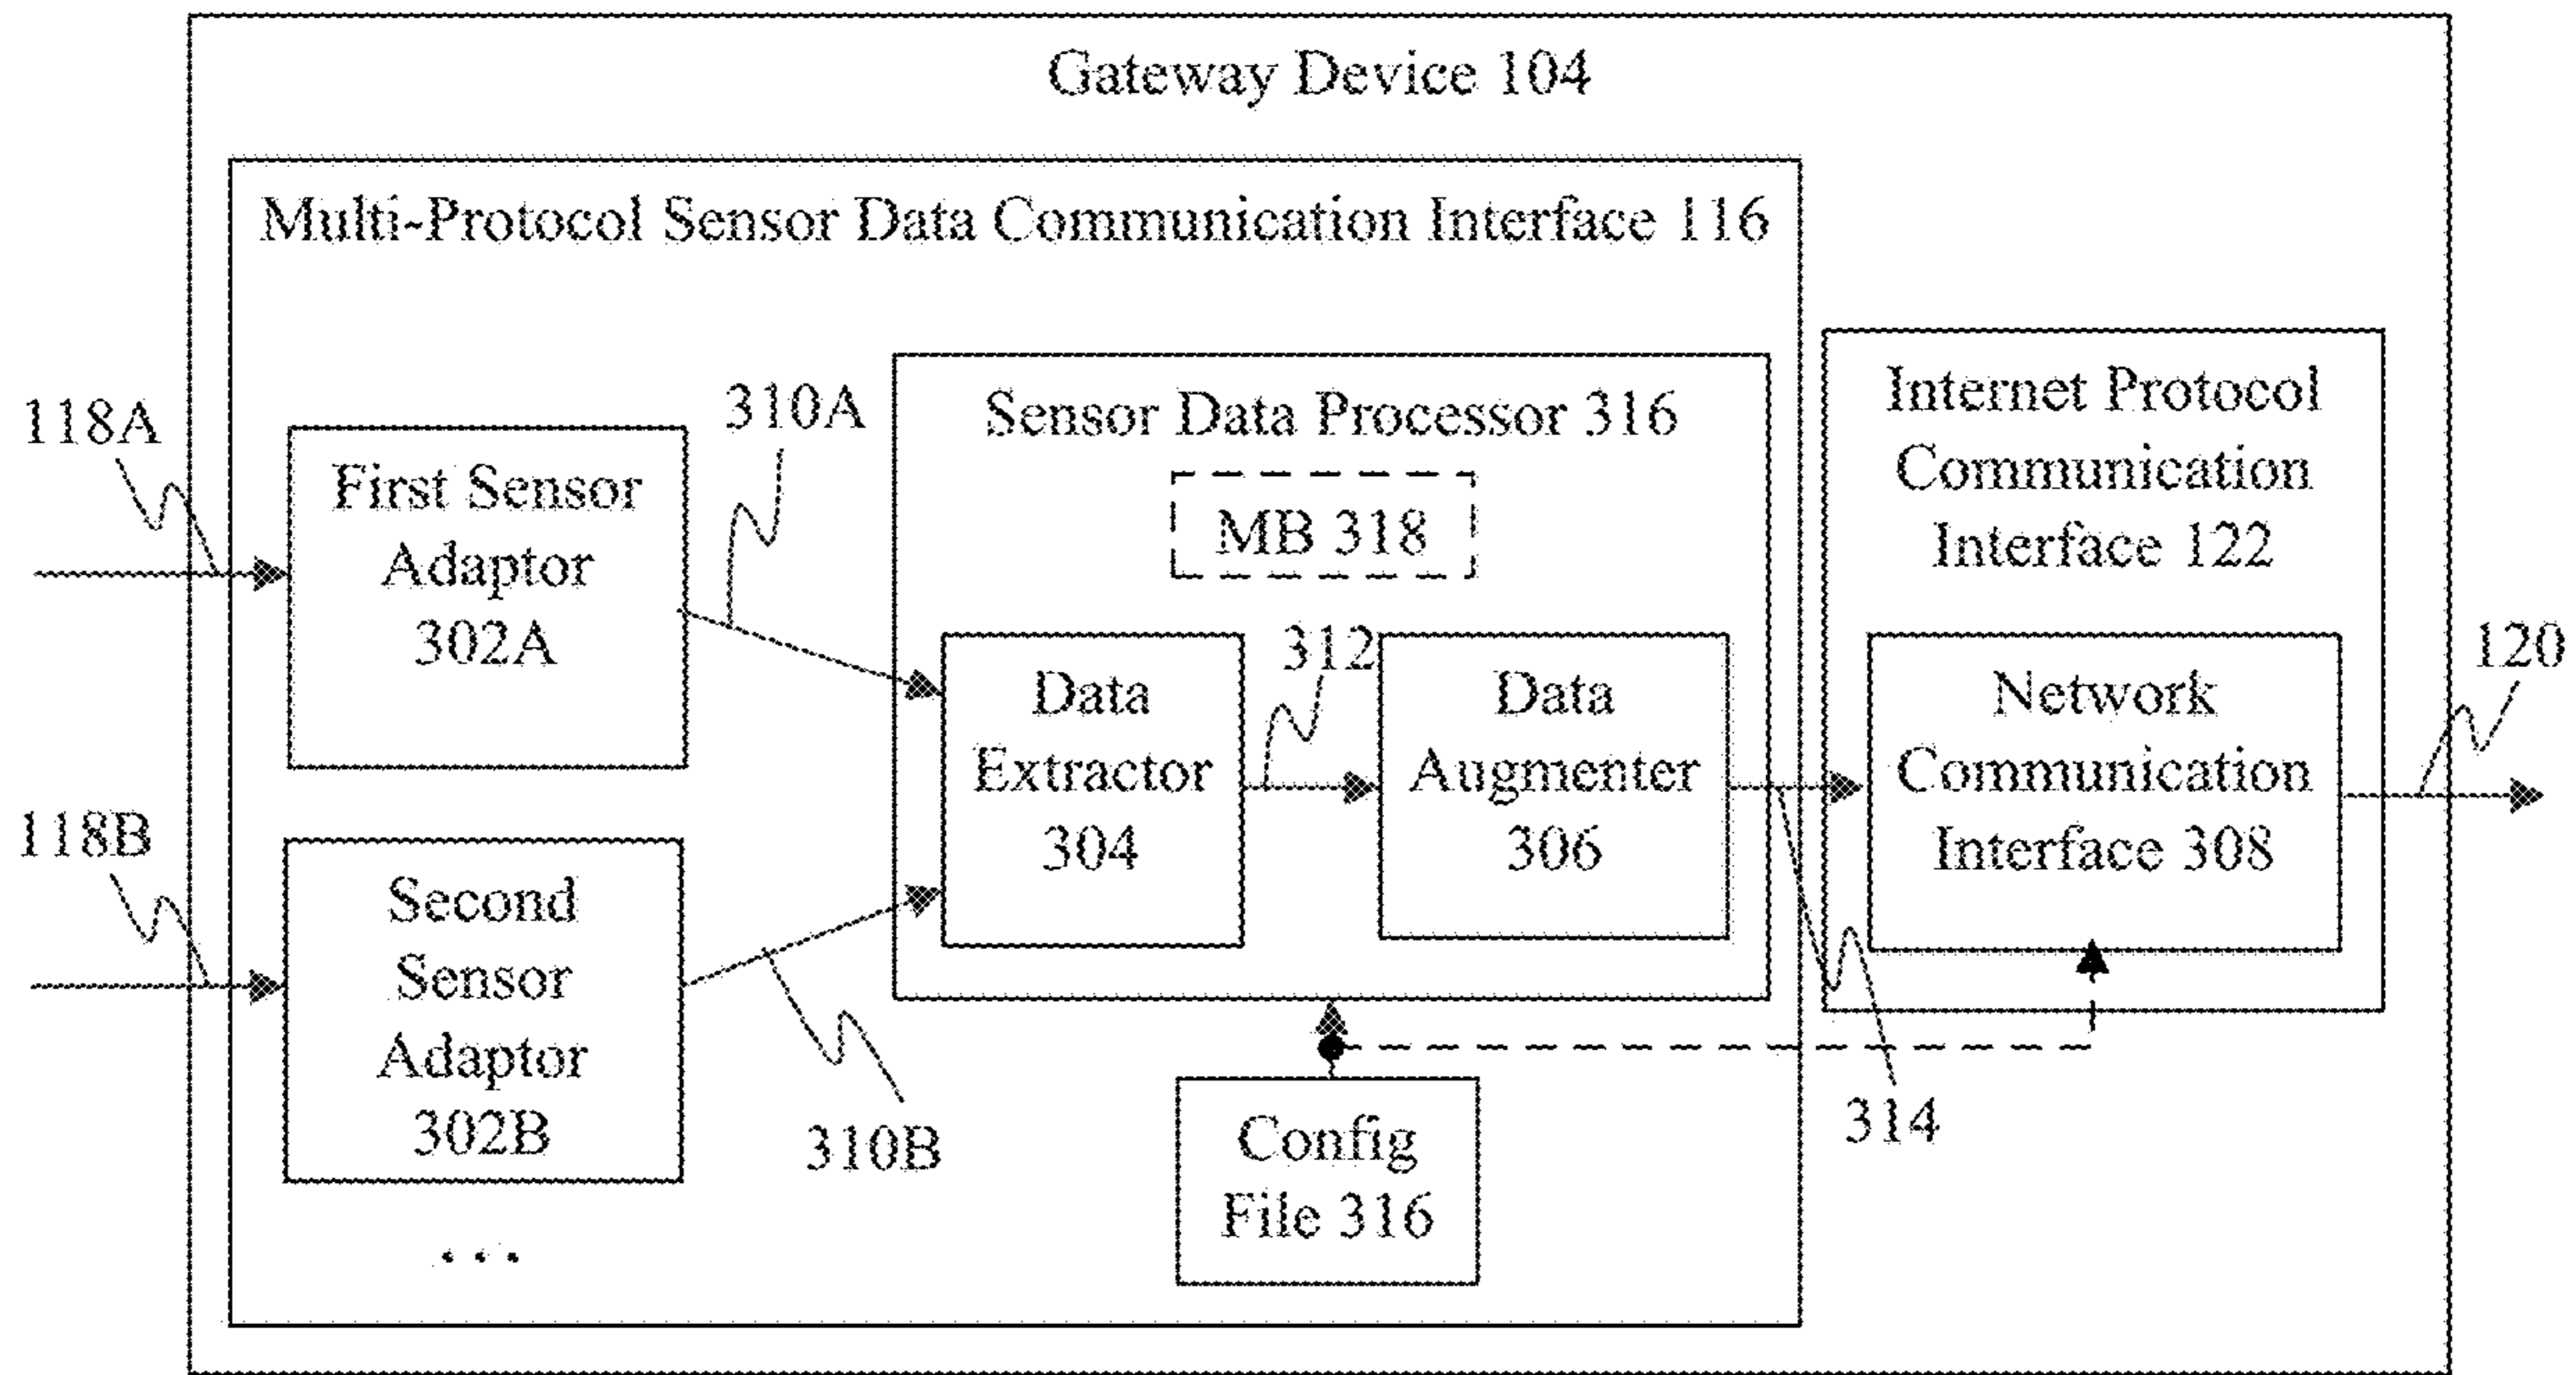 Gateway Device 104
Multi-Protocol Sensor Data Communication Interface 116
118A
First Sensor
Adaptor
302A
310A
Sensor Data Processor 316
MB 318
Data
Extractor
304
312
Data
Augmenter
306
Internet Protocol
Communication
Interface 122
Network
Communication
Interface 308
120
118B
Second
Sensor
Adaptor
302B
310B
...
Config
File 316
314